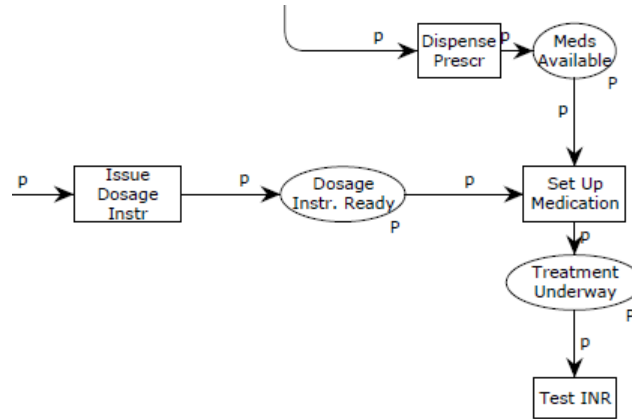 p
Dispense
Prescr
p
Meds
Available
P
p
p
Issue
Dosage
Instr
p
Dosage
Instr. Ready
P
p
Set Up
Medication
p
Treatment
Underway
P
p
Test INR